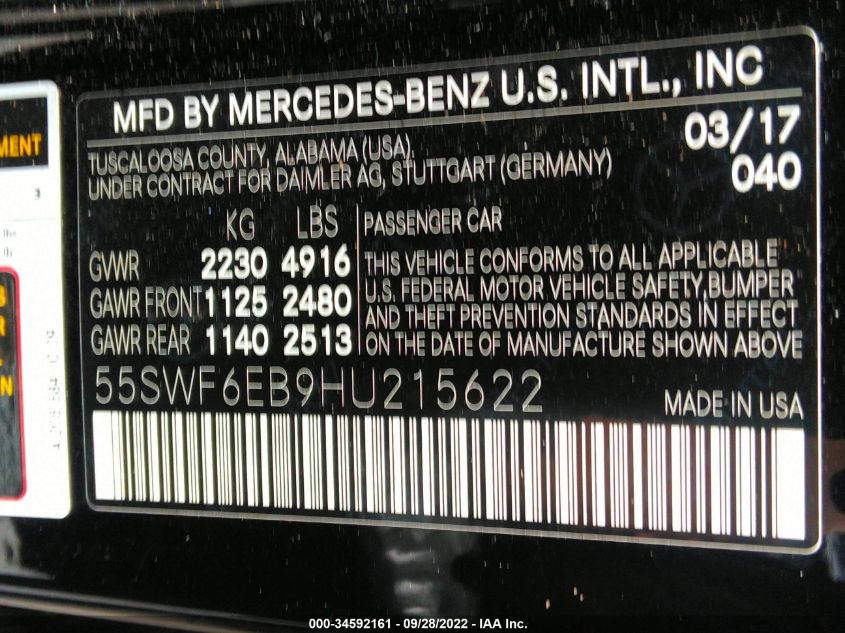 MFD BY MERCEDES-BENZ U.S. INTL., INC
TUSCALOOSA COUNTY, ALABAMA (USA),
03/17
UNDER CONTRACT FOR DAIMLER AG, STUTTGART (GERMANY)
040
KG LBS
PASSENGER CAR
GVWR 2230 4916
GAWR FRONT 1125 2480
GAWR REAR 1140 2513
THIS VEHICLE CONFORMS TO ALL APPLICABLE
U.S. FEDERAL MOTOR VEHICLE SAFETY, BUMPER
AND THEFT PREVENTION STANDARDS IN EFFECT
ON THE DATE OF MANUFACTURE SHOWN ABOVE
55SWF6EB9HU215622
MADE IN USA
000-34592161 - 09/28/2022 - IAA Inc.